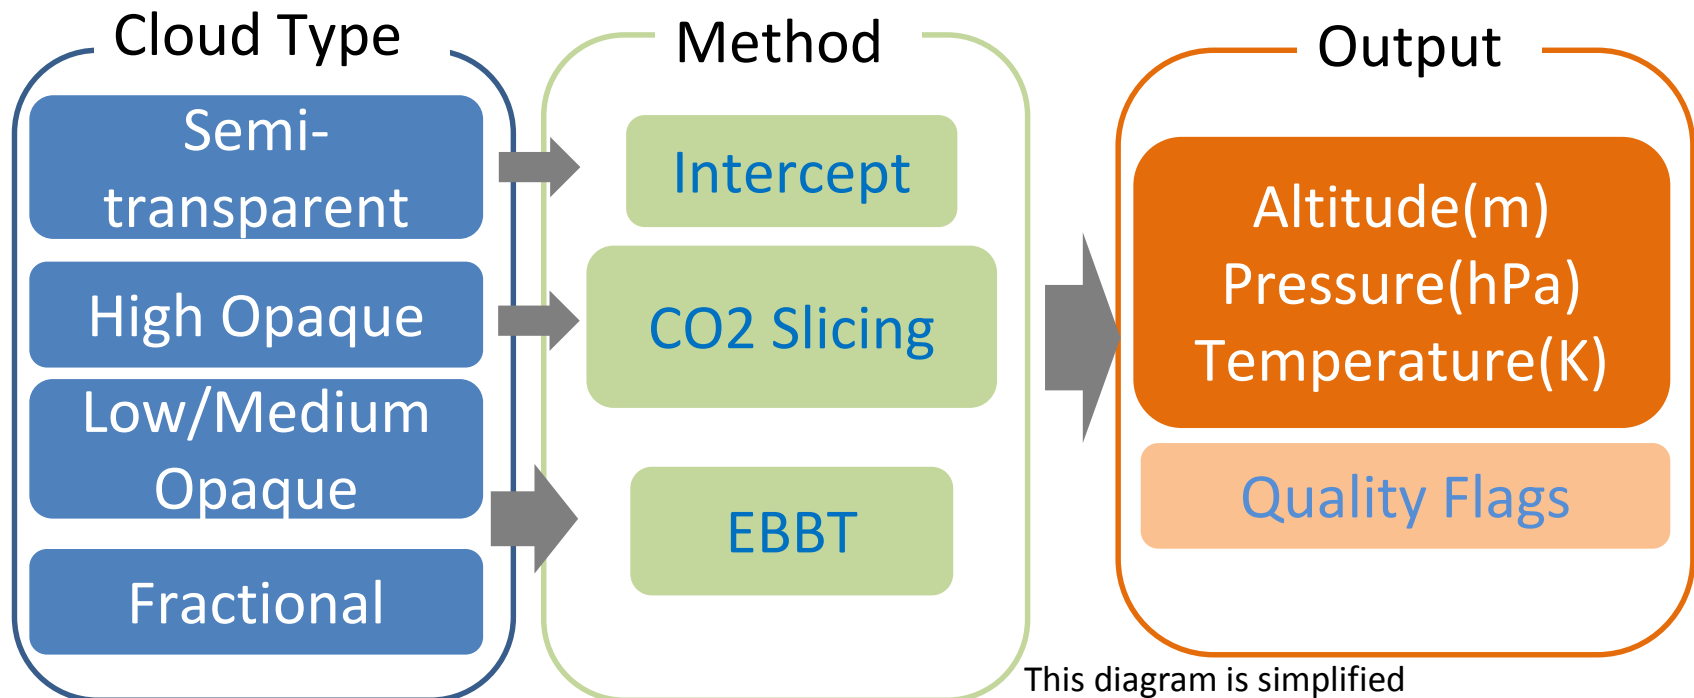 Cloud Type
Semi-
transparent
High Opaque
Low/Medium
Opaque
Fractional
Method
Intercept
CO2 Slicing
EBBT
Output
Altitude(m)
Pressure(hPa)
Temperature(K)
Quality Flags
This diagram is simplified